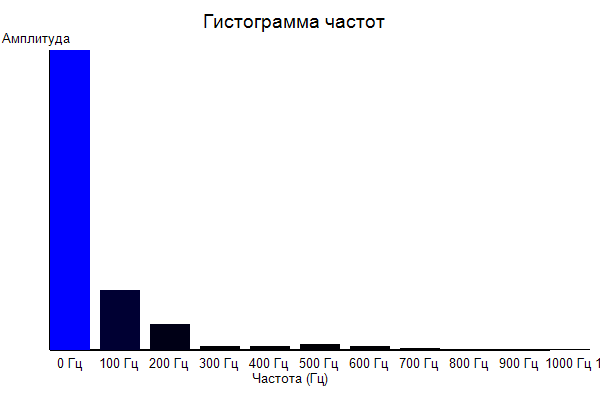 Гистограмма частот
Амплитуда
0 Гц 100 Гц 200 Гц 300 Гц 400 Гц 500 Гц 600 Гц 700 Гц 800 Гц 900 Гц 1000 Гц 1
Частота (Гц)